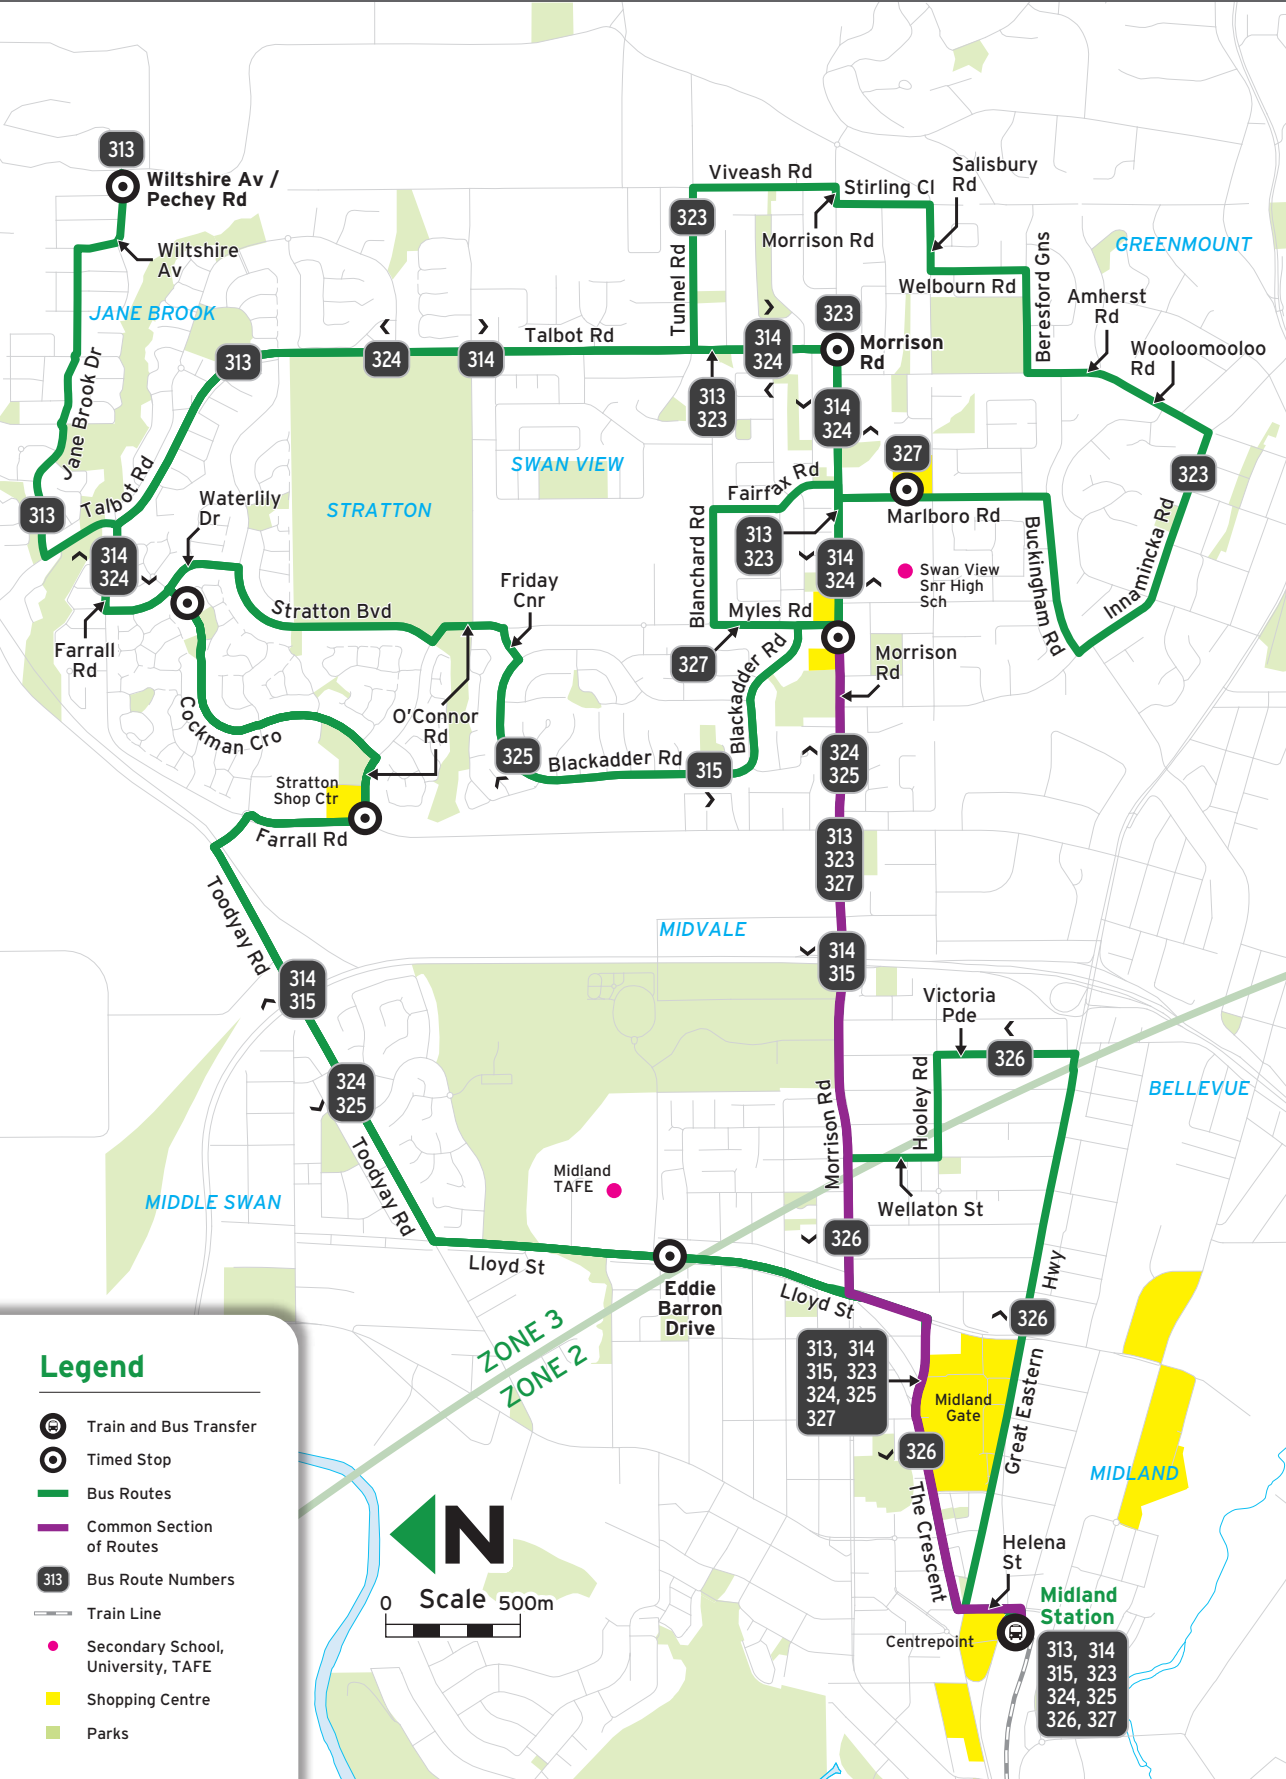 313
Wiltshire Av /
Pechey Rd
Wiltshire
Av
JANE BROOK
Jane Brook Dr
313
Talbot Rd
313
324
314
Talbot Rd
Viveash Rd
323
Tunnel Rd
Stirling Cl
Morrison Rd
Salisbury
Rd
Welbourn Rd
Beresford Gns
GREENMOUNT
Amherst
Rd
Wooloomooloo
Rd
323
Innamincka Rd
Buckingham Rd
314
324
323
Morrison
Rd
313
323
314
324
327
Marlboro Rd
Fairfax Rd
Blanchard Rd
313
323
314
324
Swan View
Snr High
Sch
Myles Rd
327
Blackadder Rd
Morrison
Rd
SWAN VIEW
STRATTON
Waterlily
Dr
314
324
Farrall
Rd
Stratton Bvd
Friday
Cnr
O'Connor
Rd
Cockman Cro
Stratton
Shop Ctr
Farrall Rd
325
Blackadder Rd
315
324
325
313
323
327
314
315
MIDVALE
Toodyay Rd
314
315
324
325
Toodyay Rd
MIDDLE SWAN
Midland
TAFE
Lloyd St
Eddie
Barron
Drive
Lloyd St
Morrison Rd
Victoria
Pde
326
Hooley Rd
Wellaton St
BELLEVUE
326
ZONE 3
ZONE 2
313, 314
315, 323
324, 325
327
326
Midland
Gate
326
Great Eastern
Hwy
MIDLAND
The Crescent
Helena
St
Midland
Station
Centrepoint
313, 314
315, 323
324, 325
326, 327
N
0 Scale 500m
Legend
Train and Bus Transfer
Timed Stop
Bus Routes
Common Section
of Routes
313 Bus Route Numbers
Train Line
Secondary School,
University, TAFE
Shopping Centre
Parks